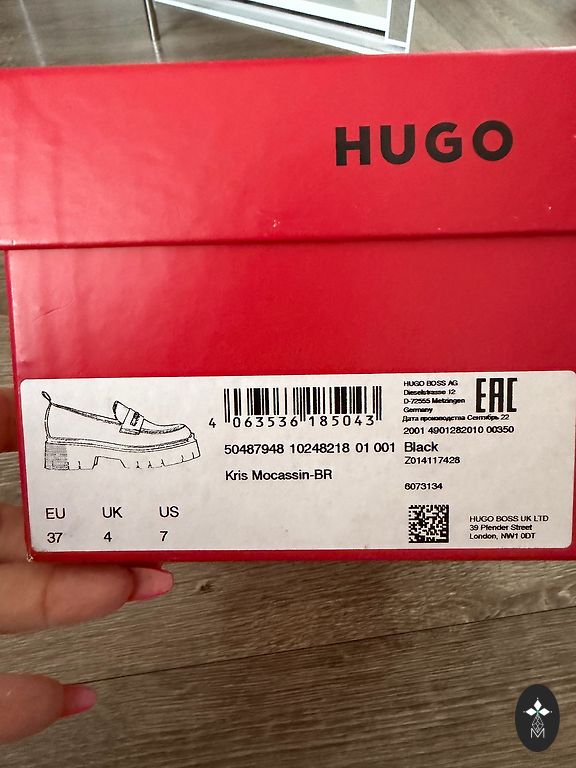 HUGO
4 063536 185043
HUGO BOSS AG
Dieselstrasse 12
D-72555 Metzingen
Germany
EAC
Дата производства Сентябрь 22
2001 4901282010 00350
50487948 10248218 01 001 Black
Z014117428
Kris Mocassin-BR
6073134
EU UK US
37 4 7
HUGO BOSS UK LTD
39 Plender Street
London, NW1 0DT
M